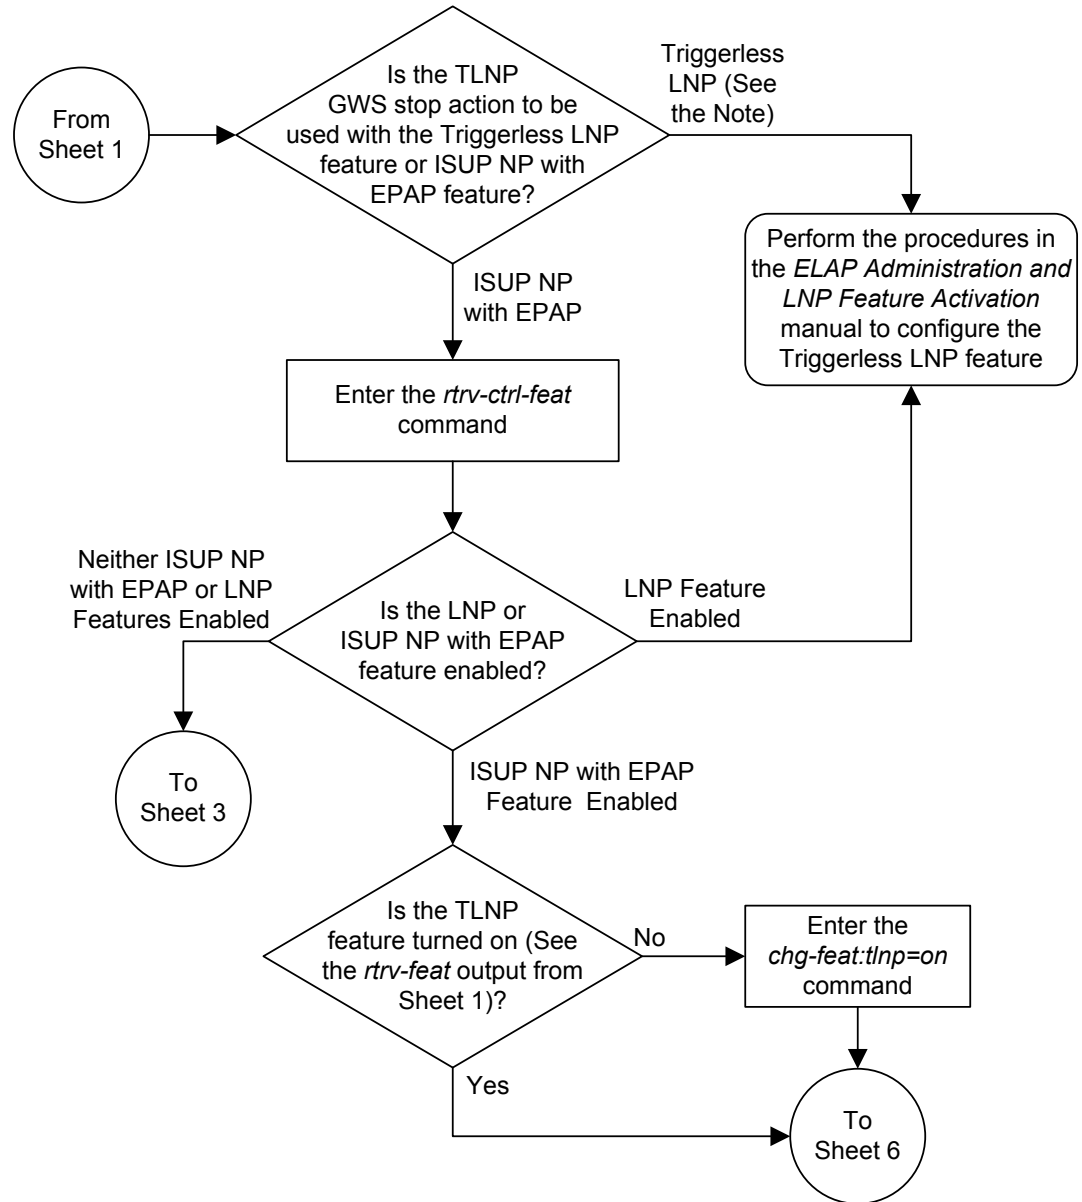 From
Sheet 1
Is the TLNP
GWS stop action to be
used with the Triggerless LNP
feature or ISUP NP with
EPAP feature?
Triggerless
LNP (See
the Note)
Perform the procedures in
the ELAP Administration and
LNP Feature Activation
manual to configure the
Triggerless LNP feature
ISUP NP
with EPAP
Enter the rtrv-ctrl-feat
command
Neither ISUP NP
with EPAP or LNP
Features Enabled
Is the LNP or
ISUP NP with EPAP
feature enabled?
LNP Feature
Enabled
To
Sheet 3
ISUP NP with EPAP
Feature Enabled
Is the TLNP
feature turned on (See
the rtrv-feat output from
Sheet 1)?
No
Enter the
chg-feat:tlnp=on
command
Yes
To
Sheet 6